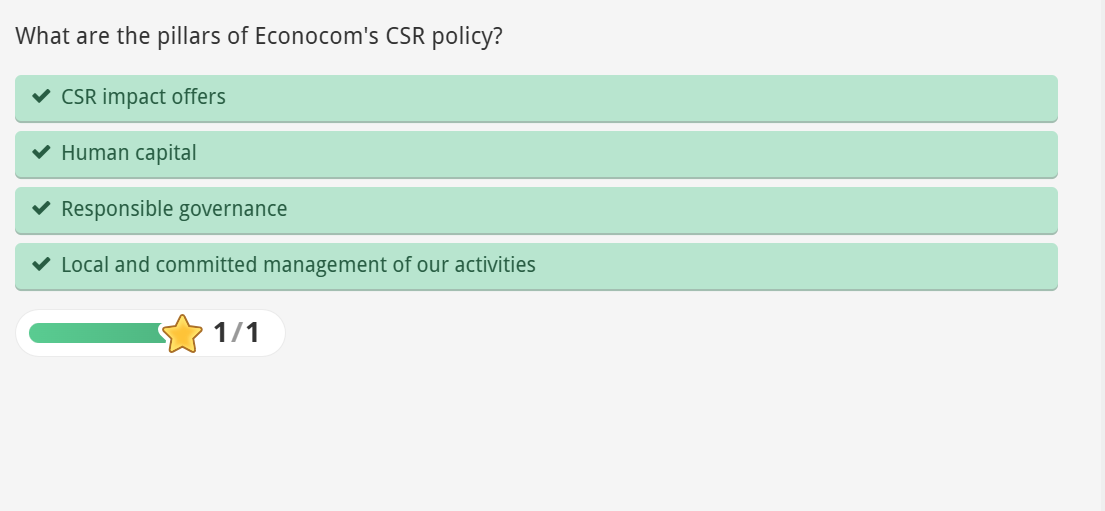 What are the pillars of Econocom's CSR policy?
CSR impact offers
Human capital
Responsible governance
Local and committed management of our activities
1/1